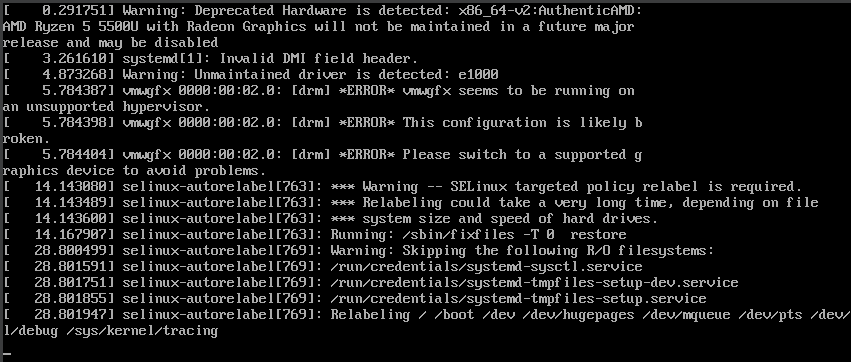 [    0.291751] Warning: Deprecated Hardware is detected: x86_64-v2:AuthenticAMD:
AMD Ryzen 5 5500U with Radeon Graphics will not be maintained in a future major
release and may be disabled
[    3.261610] systemd[1]: Invalid DMI field header.
[    4.873268] Warning: Unmaintained driver is detected: e1000
[    5.784387] vmwgfx 0000:00:02.0: [drm] *ERROR* vmwgfx seems to be running on
an unsupported hypervisor.
[    5.784398] vmwgfx 0000:00:02.0: [drm] *ERROR* This configuration is likely b
roken.
[    5.784404] vmwgfx 0000:00:02.0: [drm] *ERROR* Please switch to a supported g
raphics device to avoid problems.
[   14.143080] selinux-autorelabel[763]: *** Warning -- SELinux targeted policy relabel is required.
[   14.143489] selinux-autorelabel[763]: *** Relabeling could take a very long time, depending on file
[   14.143600] selinux-autorelabel[763]: *** system size and speed of hard drives.
[   14.167907] selinux-autorelabel[763]: Running: /sbin/fixfiles -T 0  restore
[   28.800499] selinux-autorelabel[769]: Warning: Skipping the following R/O filesystems:
[   28.801591] selinux-autorelabel[769]: /run/credentials/systemd-sysctl.service
[   28.801751] selinux-autorelabel[769]: /run/credentials/systemd-tmpfiles-setup-dev.service
[   28.801855] selinux-autorelabel[769]: /run/credentials/systemd-tmpfiles-setup.service
[   28.801947] selinux-autorelabel[769]: Relabeling / /boot /dev /dev/hugepages /dev/mqueue /dev/pts /dev/
l/debug /sys/kernel/tracing